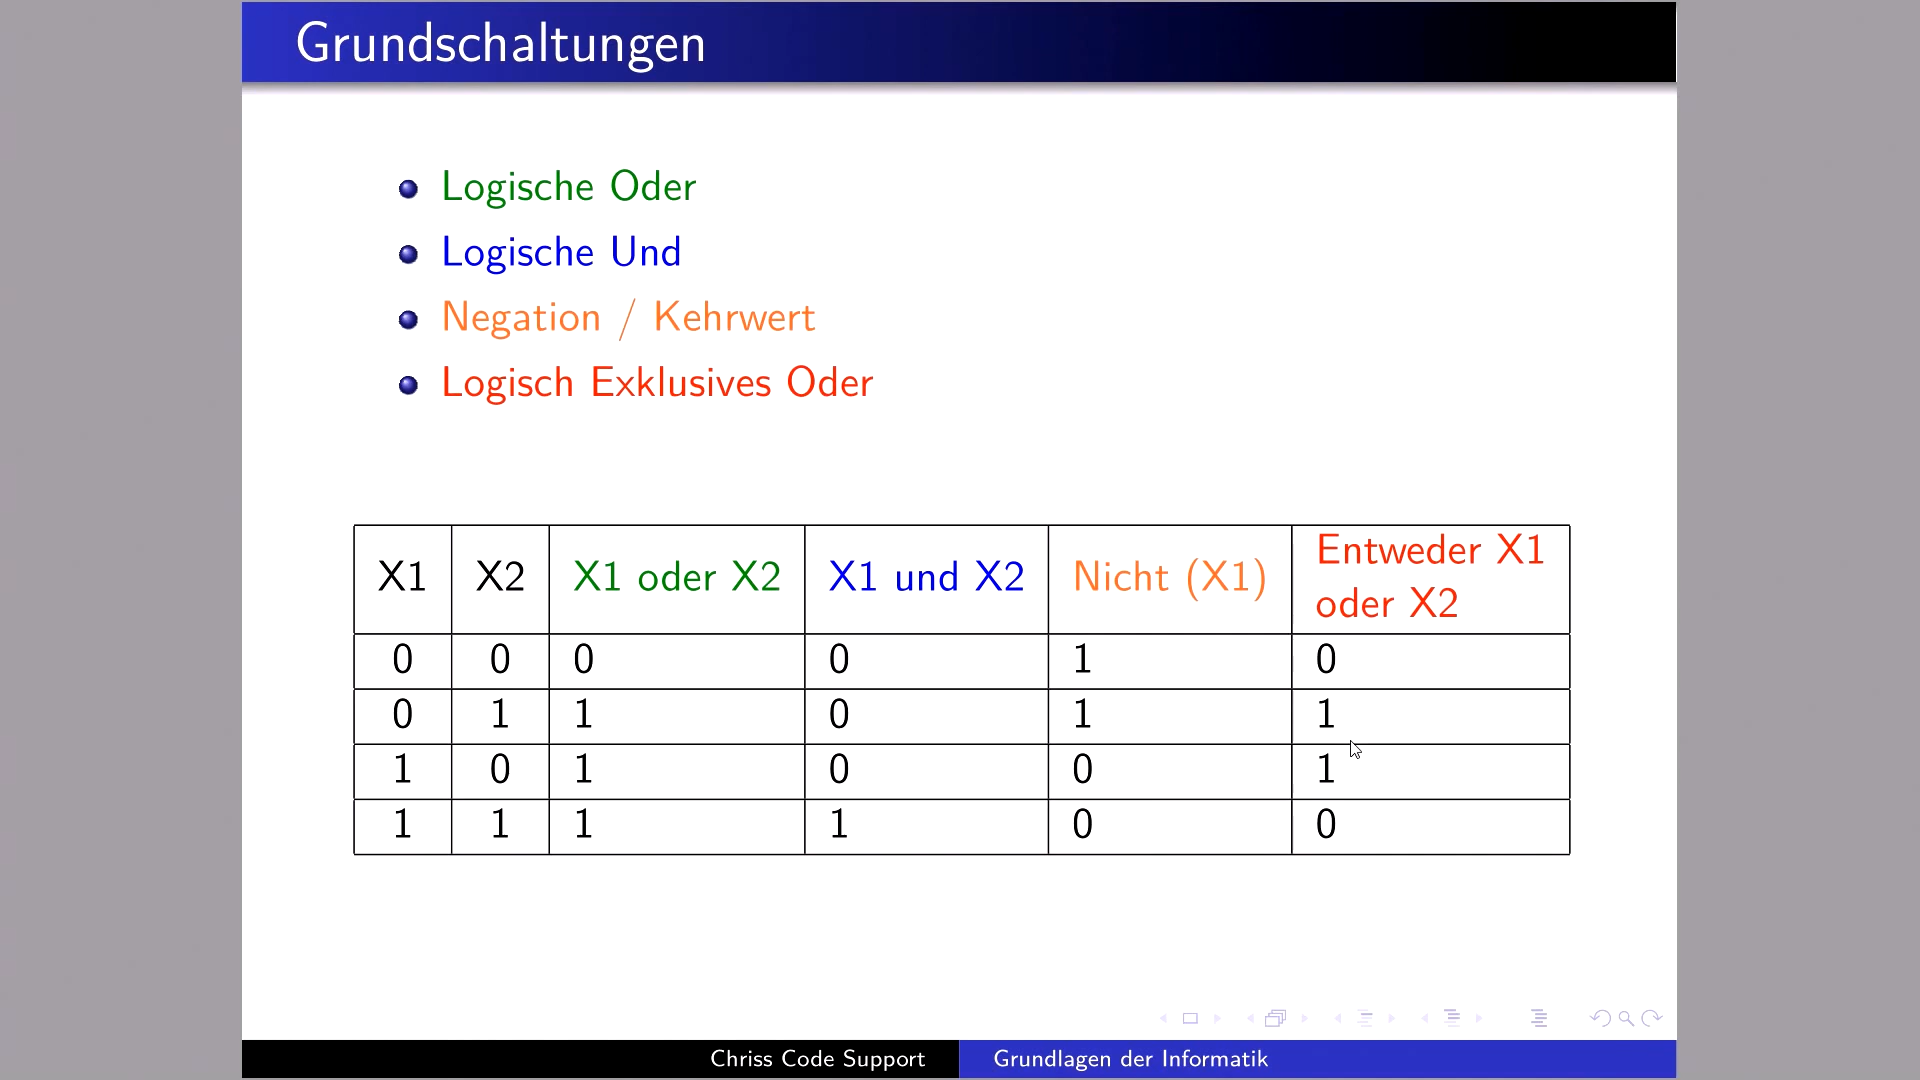 Grundschaltungen
Logische Oder
Logische Und
Negation / Kehrwert
Logisch Exklusives Oder
X1 X2 X1 oder X2 X1 und X2 Nicht (X1) Entweder X1
oder X2
0 0 0 0 1 0
0 1 1 0 1 1
1 0 1 0 0 1
1 1 1 1 0 0
Chriss Code Support Grundlagen der Informatik